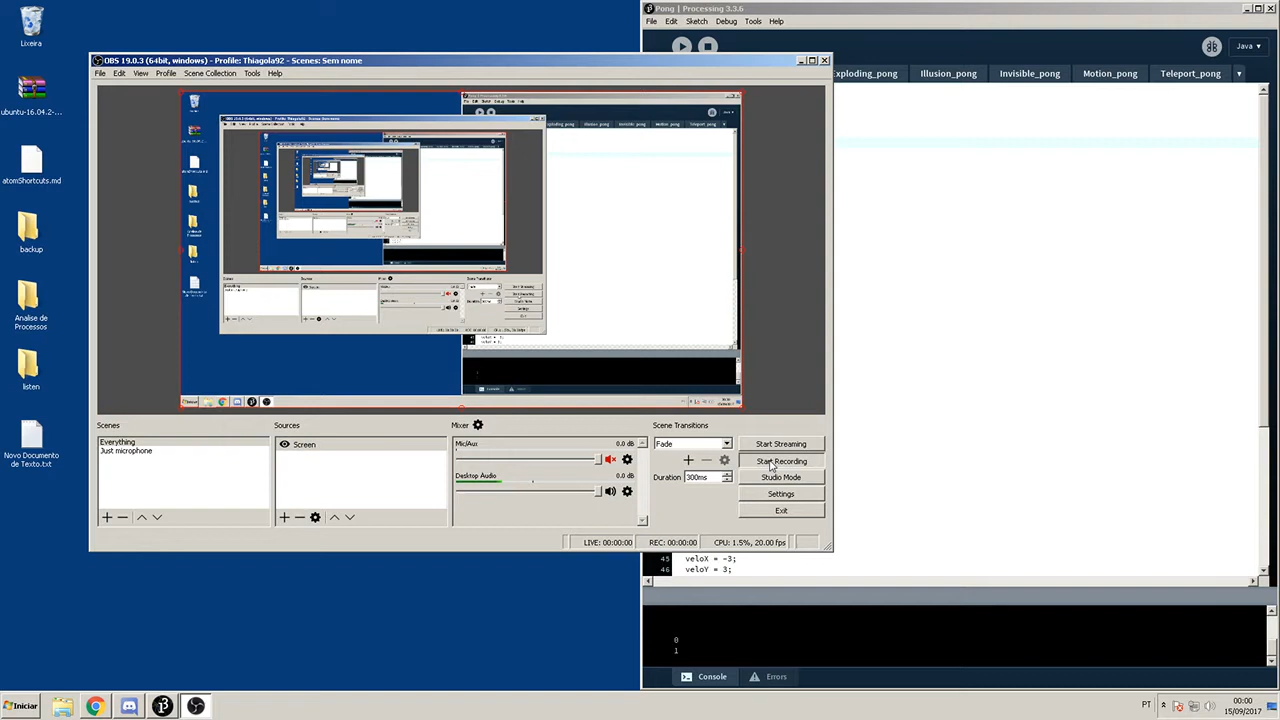 Lixeira
ubuntu-16.04.2-...
atomShortcuts.md
backup
Analise de
Processos
listen
Novo Documento
de Texto.txt
Pong | Processing 3.3.6
File Edit Sketch Debug Tools Help
Java
Exploding_pong Illusion_pong Invisible_pong Motion_pong Teleport_pong
OBS 19.0.3 (64bit, windows) - Profile: Thiagola92 - Scenes: Sem nome
File Edit View Profile Scene Collection Tools Help
Scenes
Everything
Just microphone
Sources
Screen
Mixer
Mic/Aux 0.0 dB
Desktop Audio 0.0 dB
Scene Transitions
Fade
Duration 300ms
Start Streaming
Start Recording
Studio Mode
Settings
Exit
LIVE: 00:00:00 REC: 00:00:00 CPU: 1.5%, 20.00 fps
45 veloX = -3;
46 veloY = 3;
0
1
Console Errors
Iniciar
PT
00:00
15/09/2017